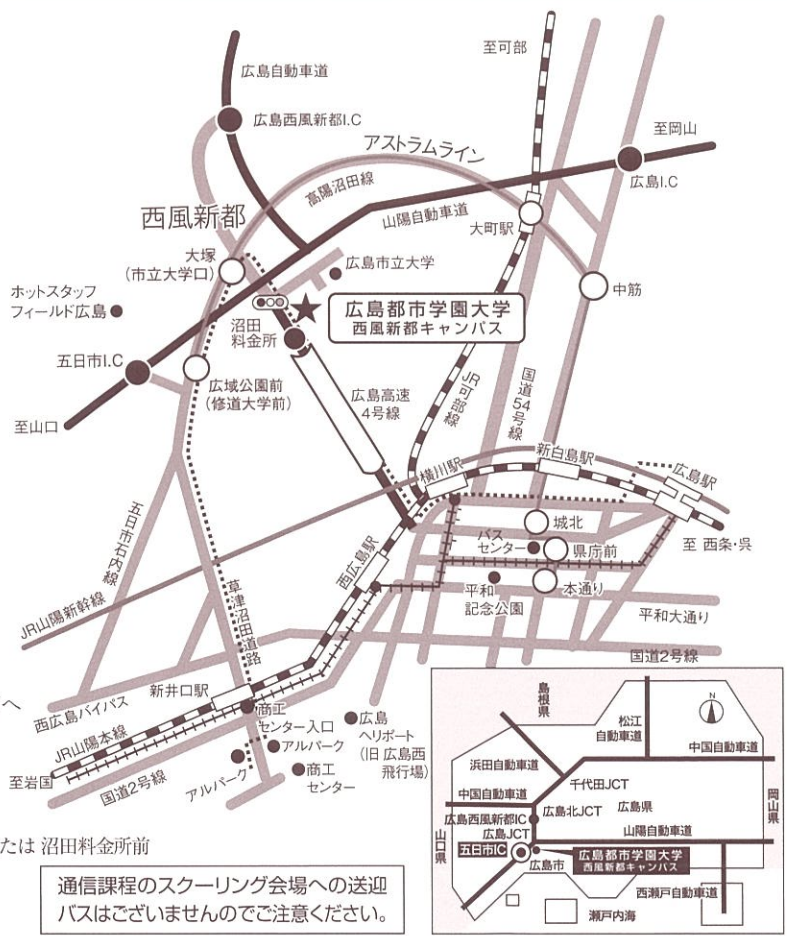 至可部
広島自動車道
広島西風新都I.C
至岡山
アストラムライン
広島I.C
高陽沼田線
山陽自動車道
西風新都
大町駅
大塚
(市立大学口)
広島市立大学
中筋
ホットスタッフ
フィールド広島
広島都市学園大学
西風新都キャンパス
沼田
料金所
五日市I.C
広域公園前
(修道大学前)
広島高速
4号線
JR可部線
国道54号線
至山口
横川駅
新白島駅
広島駅
城北
バス
センター
県庁前
至 西条・呉
五日市石内線
西広島駅
平和
記念公園
本通り
平和大通り
JR山陽新幹線
草津沼田道路
国道2号線
へ
西広島バイパス
新井口駅
商工
センター入口
広島
ヘリポート
(旧 広島西
飛行場)
JR山陽本線
アルパーク
アルパーク
商工
センター
至岩国
国道2号線
たは 沼田料金所前
通信課程のスクーリング会場への送迎
バスはございませんのでご注意ください。
島根県
N
松江
自動車道
中国自動車道
浜田自動車道
千代田JCT
中国自動車道
広島北JCT
広島県
岡山県
広島西風新都IC
広島JCT
山陽自動車道
山口県
五日市IC
広島市
広島都市学園大学
西風新都キャンパス
西瀬戸自動車道
瀬戸内海